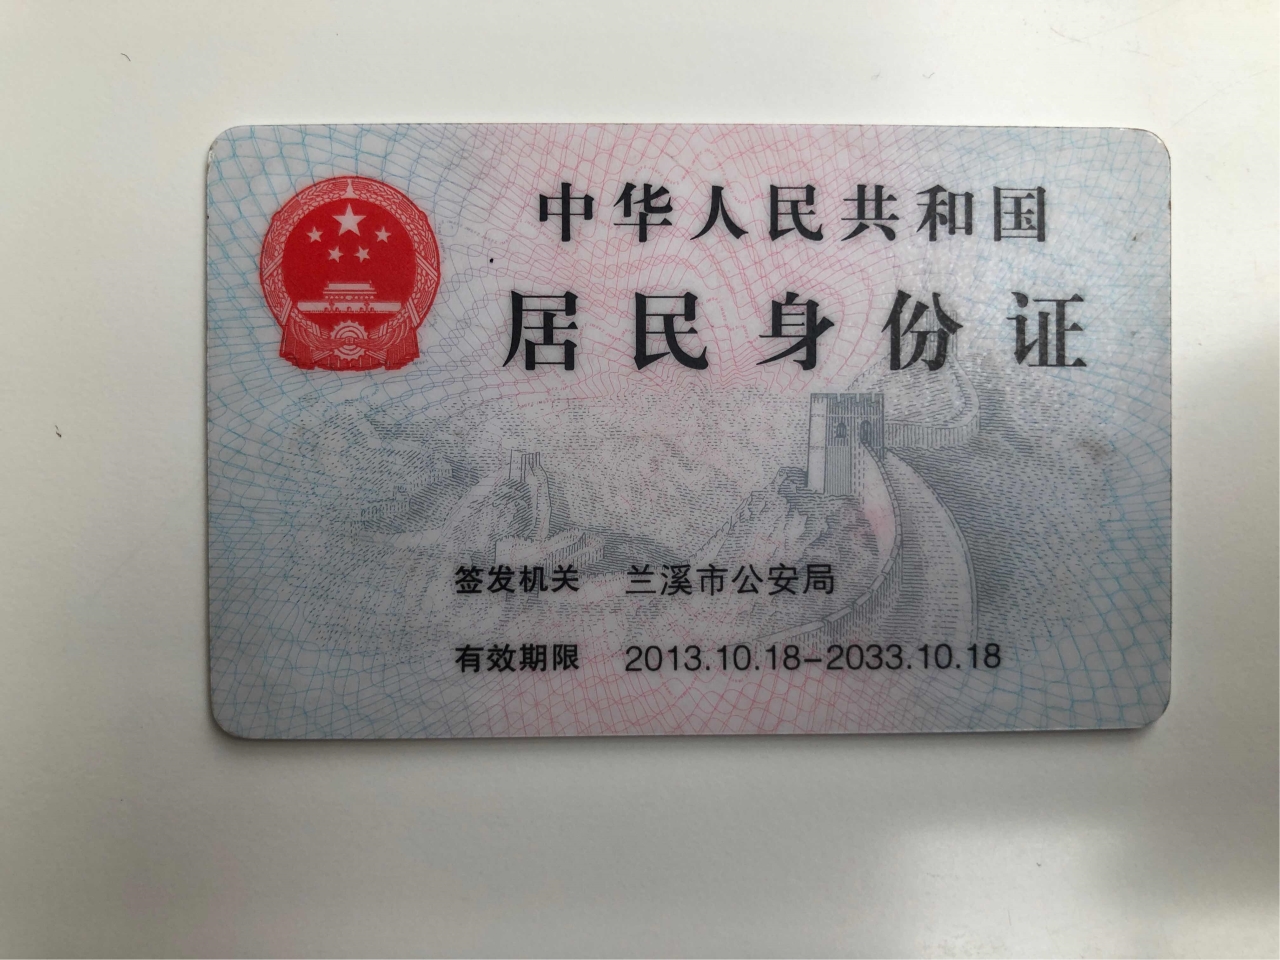 中华人民共和国
居民身份证
签发机关 兰溪市公安局
有效期限 2013.10.18-2033.10.18